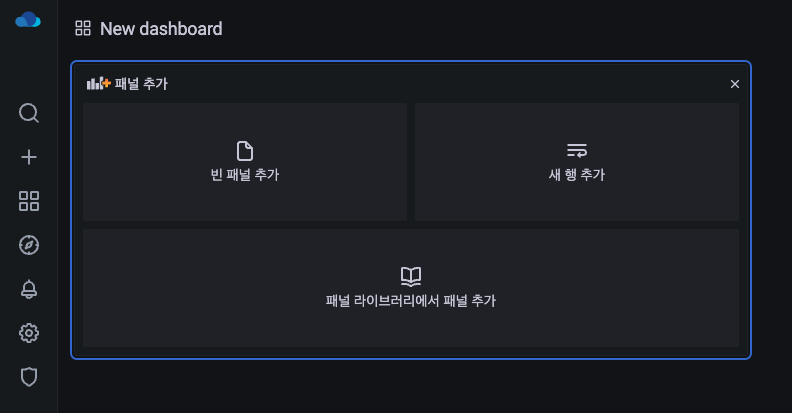 New dashboard
패널 추가
빈 패널 추가
새 행 추가
패널 라이브러리에서 패널 추가